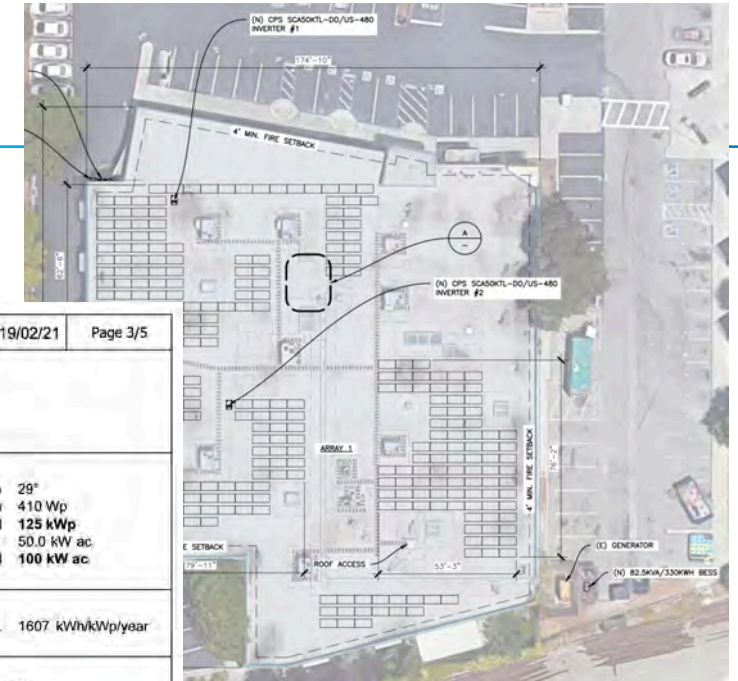 (N) CPS SCA50KTL-DO/US-480
INVERTER #1
174'-10"
4' MIN. FIRE SETBACK
62'-6"
A
(N) CPS SCA50KTL-DO/US-480
INVERTER #2
19/02/21 Page 3/5
29°
410 Wp
125 kWp
50.0 kW ac
100 kW ac
1607 kWh/kWp/year
ARRAY 1
4' MIN. FIRE SETBACK
76'-2"
E SETBACK
79'-11"
ROOF ACCESS
53'-3"
(E) GENERATOR
(N) 82.5KVA/330KWH BESS